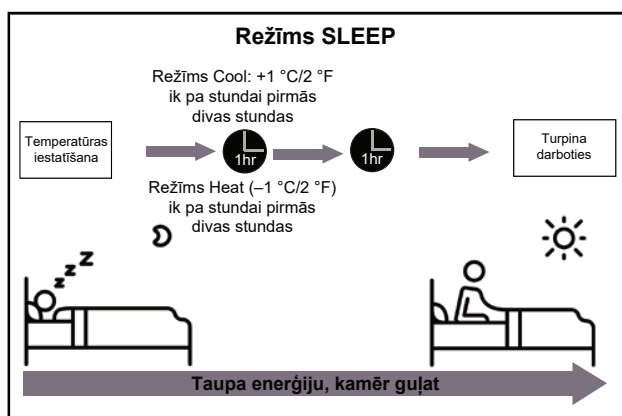 Režīms SLEEP
Režīms Cool: +1 °C/2 °F
ik pa stundai pirmās
divas stundas
Temperatūras
iestatīšana
1hr
1hr
Turpina
darboties
Režīms Heat (–1 °C/2 °F)
ik pa stundai pirmās
divas stundas
z z z
Taupa enerģiju, kamēr guļat